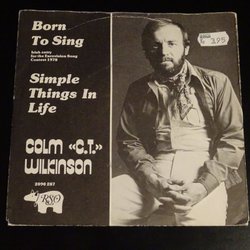 Born
To Sing
Irish entry
for the Eurovision Song
Contest 1978
Simple
Things In
Life
COLM «C.T.»
WILKINSON
2090 287
RSO